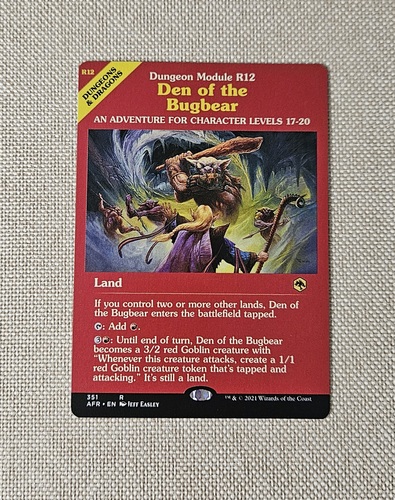 R12
DUNGEONS
& DRAGONS
Dungeon Module R12
Den of the
Bugbear
AN ADVENTURE FOR CHARACTER LEVELS 17-20
Land
If you control two or more other lands, Den of
the Bugbear enters the battlefield tapped.
: Add .
3: Until end of turn, Den of the Bugbear
becomes a 3/2 red Goblin creature with
"Whenever this creature attacks, create a 1/1
red Goblin creature token that's tapped and
attacking." It's still a land.
351 R
AFR • EN Jeff Easley
™ & © 2021 Wizards of the Coast